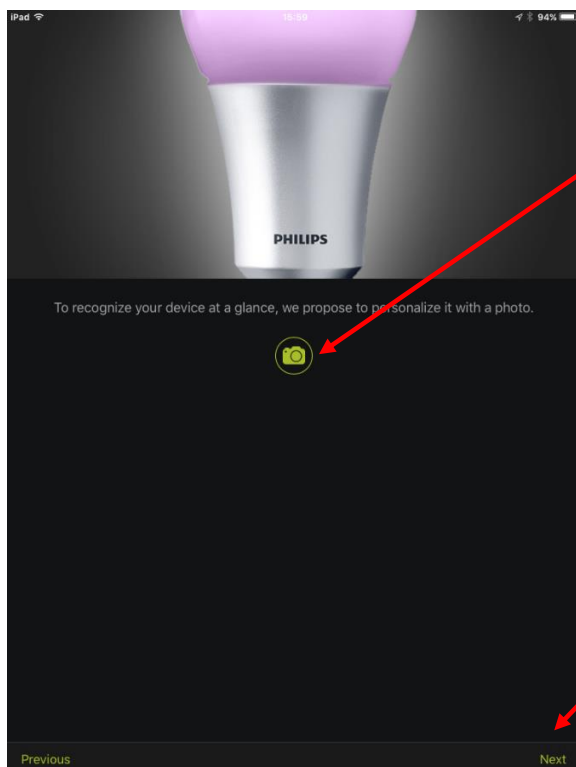 iPad 16:59 94%
PHILIPS
To recognize your device at a glance, we propose to personalize it with a photo.
Previous Next